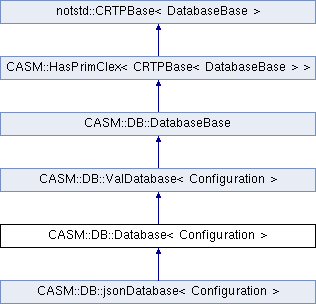 notstd::CRTPBase< DatabaseBase >
CASM::HasPrimClex< CRTPBase< DatabaseBase > >
CASM::DB::DatabaseBase
CASM::DB::ValDatabase< Configuration >
CASM::DB::Database< Configuration >
CASM::DB::jsonDatabase< Configuration >